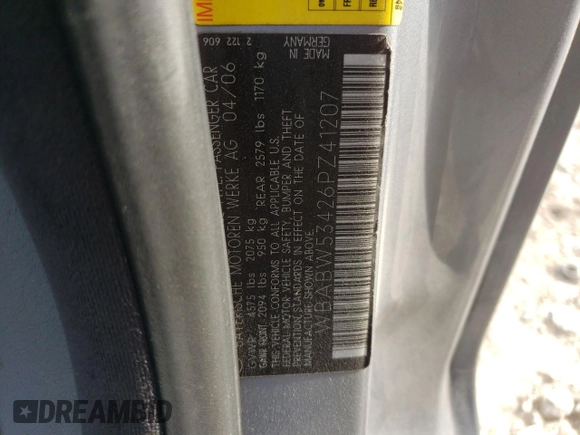 IM
2 122 606
MADE IN
GERMANY
PASSENGER CAR
MOTOREN WERKE AG 04/06
GVWR 4575 lbs 2075 kg
GAWR FRONT 2094 lbs 950 kg REAR 2579 lbs 1170 kg
THIS VEHICLE CONFORMS TO ALL APPLICABLE U.S.
FEDERAL MOTOR VEHICLE SAFETY, BUMPER AND THEFT
PREVENTION STANDARDS IN EFFECT ON THE DATE OF
MANUFACTURE SHOWN ABOVE.
WBABW53426PZ41207
DREAMBID